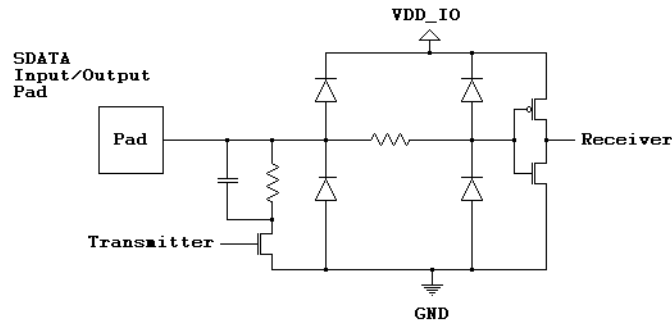 VDD_IO
SDATA
Input/Output
Pad
Pad
Receiver
Transmitter
GND